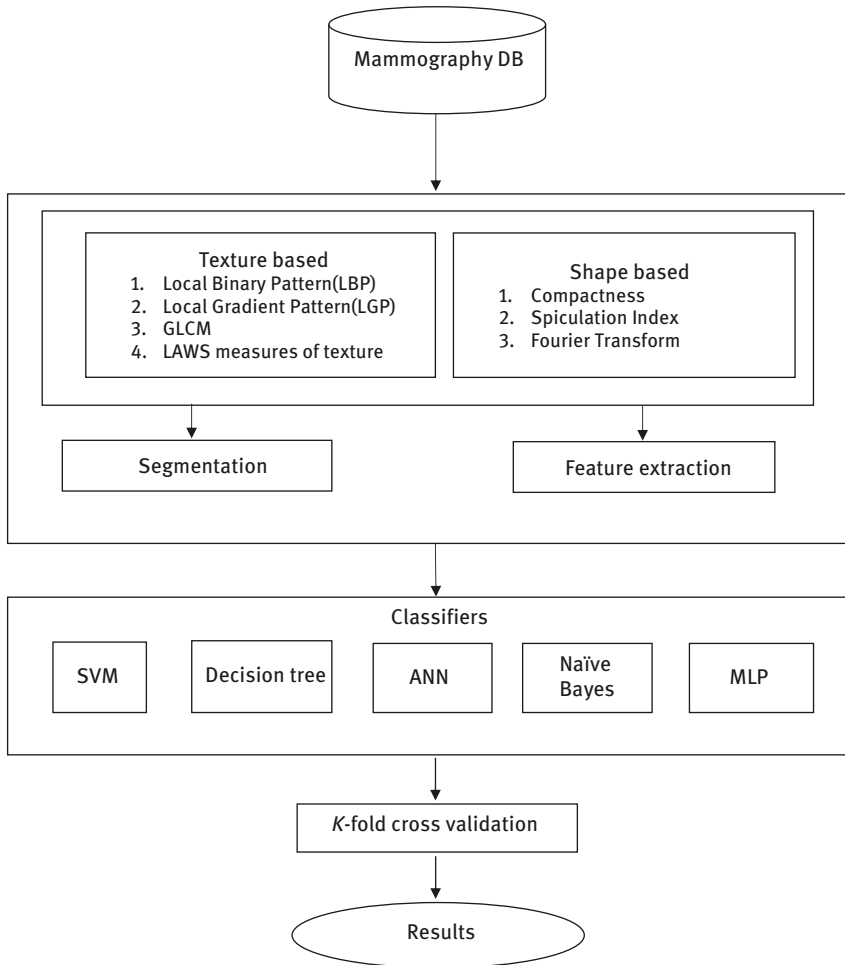 Mammography DB
Texture based
1. Local Binary Pattern(LBP)
2. Local Gradient Pattern(LGP)
3. GLCM
4. LAWS measures of texture
Shape based
1. Compactness
2. Spiculation Index
3. Fourier Transform
Segmentation
Feature extraction
Classifiers
SVM
Decision tree
ANN
Naïve
Bayes
MLP
K-fold cross validation
Results